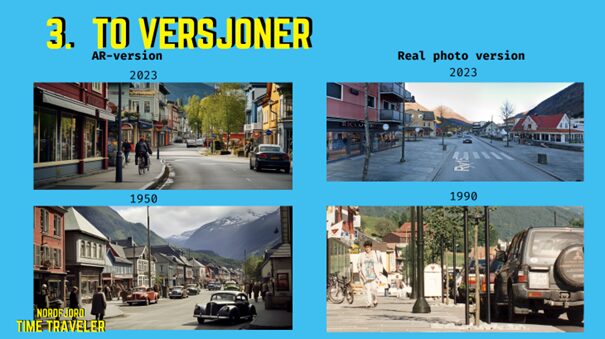 3. TO VERSJONER
AR-version
2023
1950
Real photo version
2023
1990
NORDFJORD
TIME TRAVELER